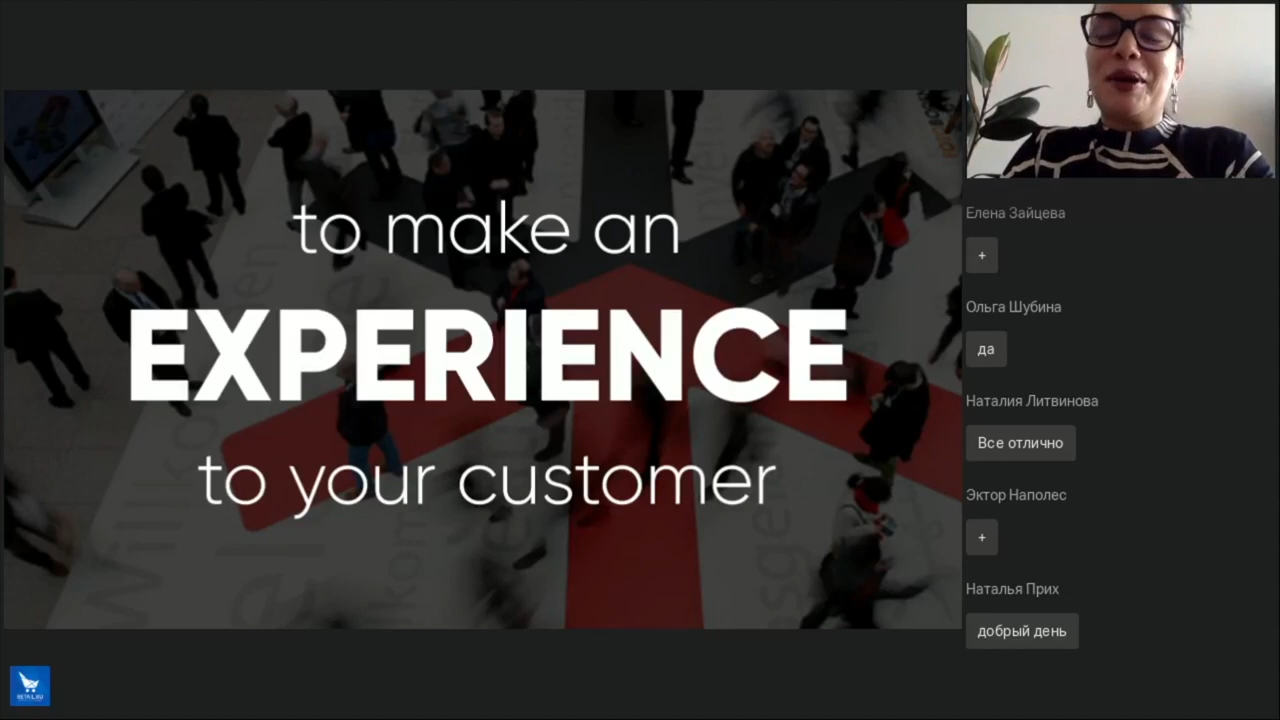 to make an
EXPERIENCE
to your customer
Елена Зайцева
+
Ольга Шубина
да
Наталия Литвинова
Все отлично
Эктор Наполес
+
Наталья Прих
добрый день